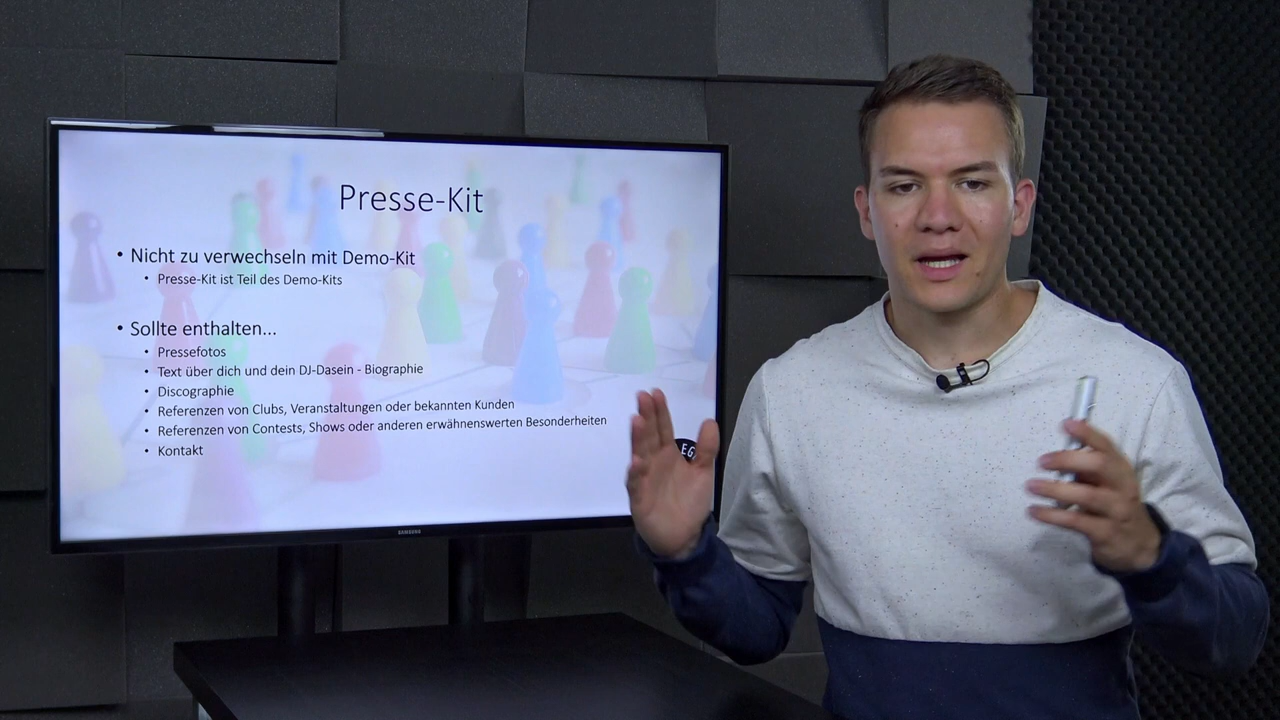 Presse-Kit
• Nicht zu verwechseln mit Demo-Kit
• Presse-Kit ist Teil des Demo-Kits
• Sollte enthalten...
• Pressefotos
• Text über dich und dein DJ-Dasein - Biographie
• Discographie
• Referenzen von Clubs, Veranstaltungen oder bekannten Kunden
• Referenzen von Contests, Shows oder anderen erwähnenswerten Besonderheiten
• Kontakt
EG
SAMSUNG